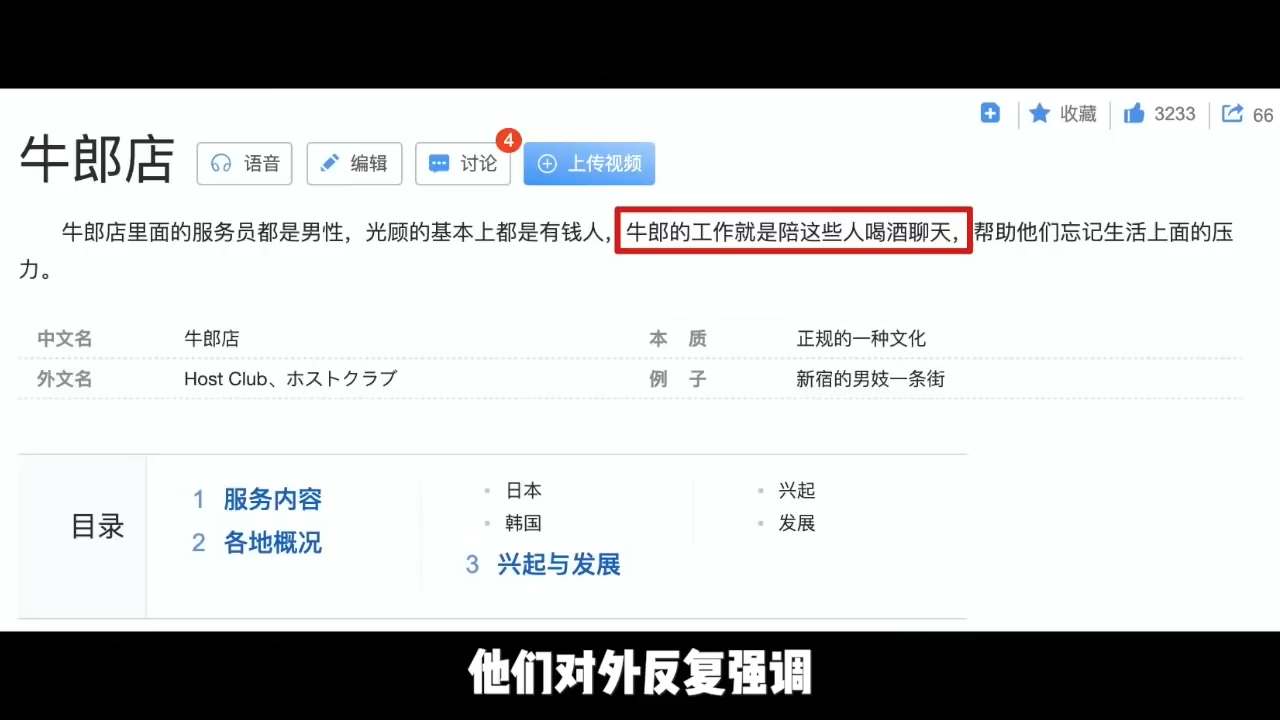 收藏 3233 66
牛郎店 语音 编辑 讨论 4 上传视频
牛郎店里面的服务员都是男性，光顾的基本上都是有钱人，牛郎的工作就是陪这些人喝酒聊天，帮助他们忘记生活上面的压
力。
中文名 牛郎店 本 质 正规的一种文化
外文名 Host Club、ホストクラブ 例 子 新宿的男妓一条街
目录
1 服务内容
2 各地概况
日本
韩国
3 兴起与发展
兴起
发展
他们对外反复强调